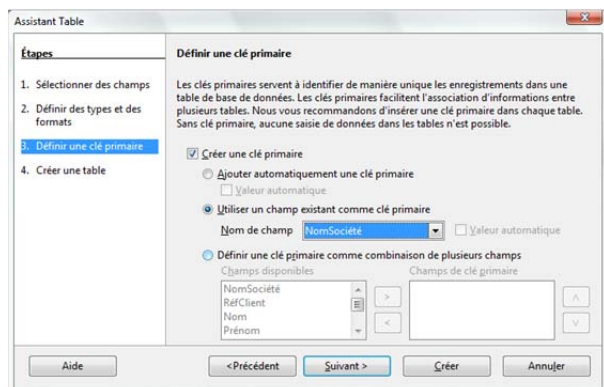 Assistant Table
Étapes
1. Sélectionner des champs
2. Définir des types et des
formats
3. Définir une clé primaire
4. Créer une table
Définir une clé primaire
Les clés primaires servent à identifier de manière unique les enregistrements dans une
table de base de données. Les clés primaires facilitent l'association d'informations entre
plusieurs tables. Nous vous recommandons d'insérer une clé primaire dans chaque table.
Sans clé primaire, aucune saisie de données dans les tables n'est possible.
Créer une clé primaire
Ajouter automatiquement une clé primaire
Valeur automatique
Utiliser un champ existant comme clé primaire
Nom de champ NomSociété Valeur automatique
Définir une clé primaire comme combinaison de plusieurs champs
Champs disponibles Champs de clé primaire
NomSociété
RéfClient
Nom
Prénom
> 
<
Aide <Précédent Suivant > Créer Annuler